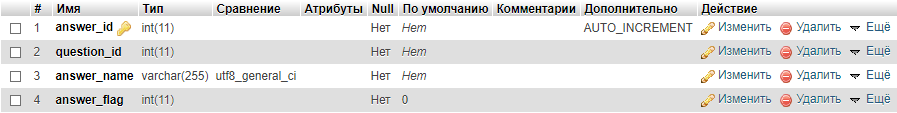 # Имя Тип Сравнение Атрибуты Null По умолчанию Комментарии Дополнительно Действие
1 answer_id int(11) Нет Нет AUTO_INCREMENT Изменить Удалить Ещё
2 question_id int(11) Нет Нет Изменить Удалить Ещё
3 answer_name varchar(255) utf8_general_ci Нет Нет Изменить Удалить Ещё
4 answer_flag int(11) Нет 0 Изменить Удалить Ещё